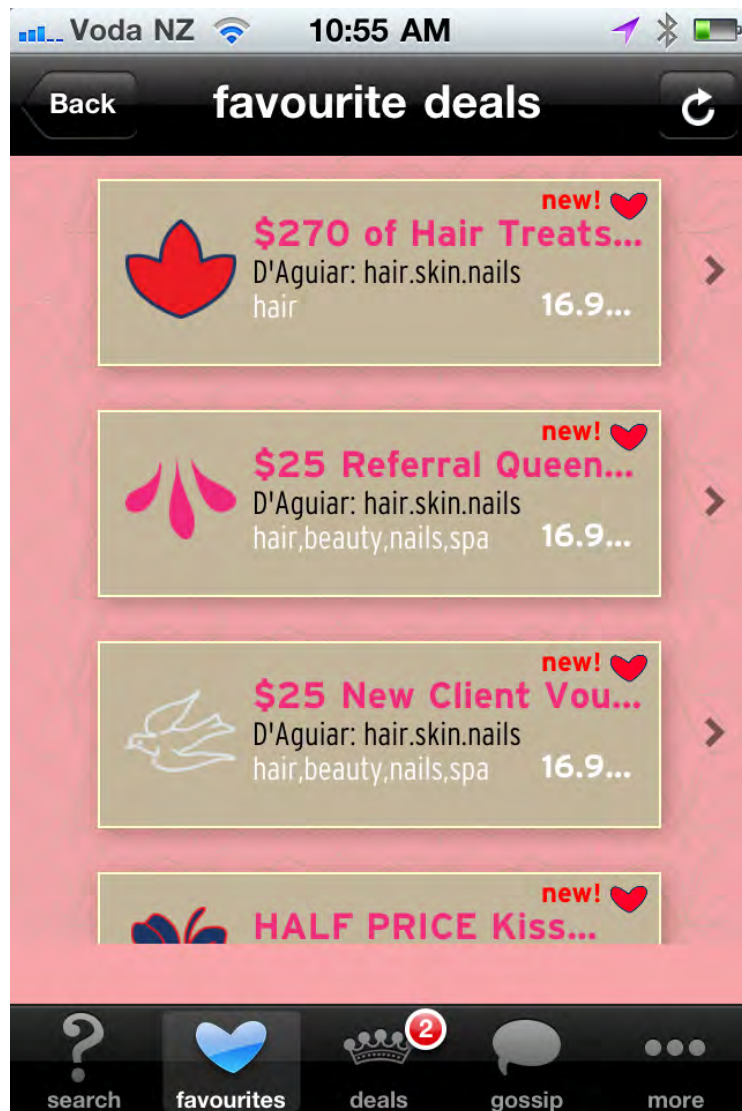 Voda NZ 10:55 AM
Back favourite deals
new!
$270 of Hair Treats...
D'Aguiar: hair.skin.nails
hair 16.9...
new!
$25 Referral Queen...
D'Aguiar: hair.skin.nails
hair,beauty,nails,spa 16.9...
new!
$25 New Client Vou...
D'Aguiar: hair.skin.nails
hair,beauty,nails,spa 16.9...
new!
HALF PRICE Kiss...
2
search favourites deals gossip more